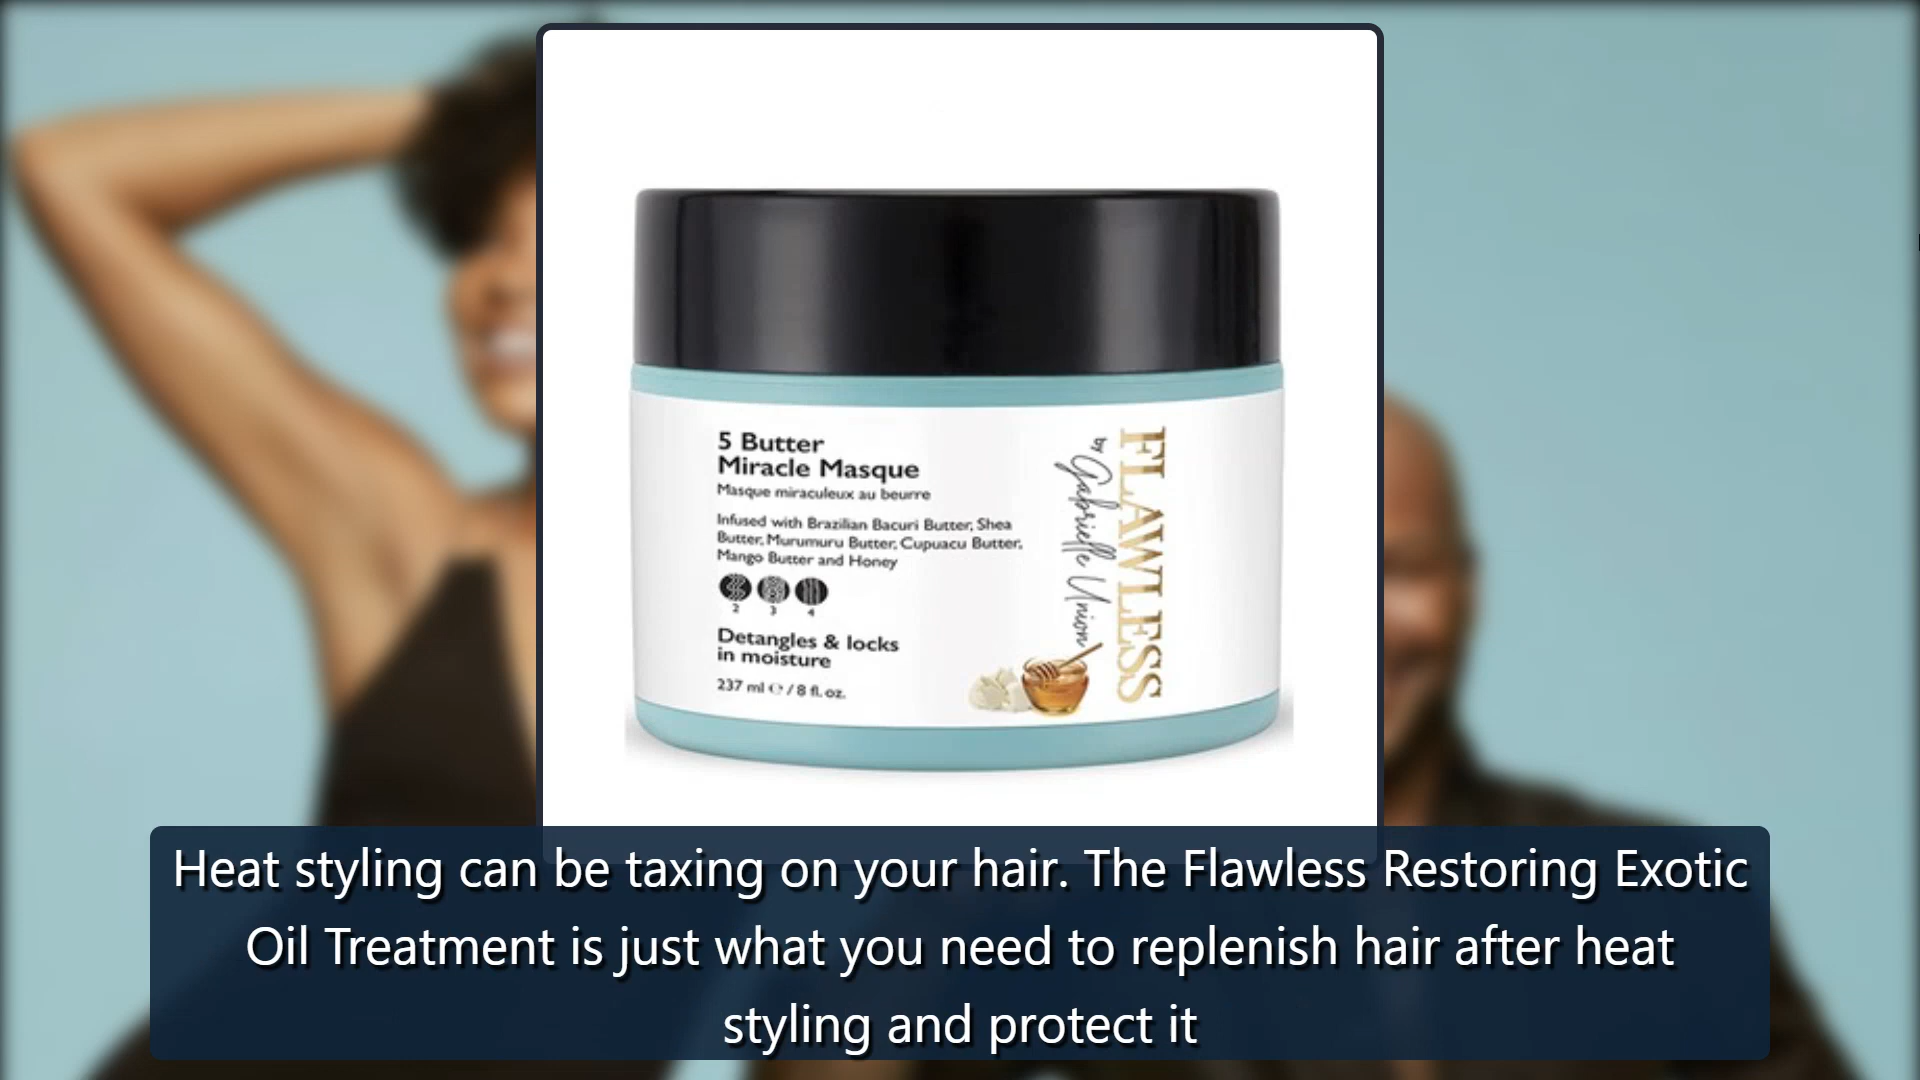 5 Butter
Miracle Masque
Masque miraculeux au beurre
Infused with Brazilian Bacuri Butter, Shea
Butter, Murumuru Butter, Cupuacu Butter,
Mango Butter and Honey
2 3 4
Detangles & locks
in moisture
237 ml ℮ / 8 fl. oz.
FLAWLESS
by Gabrielle Union
Heat styling can be taxing on your hair. The Flawless Restoring Exotic
Oil Treatment is just what you need to replenish hair after heat
styling and protect it